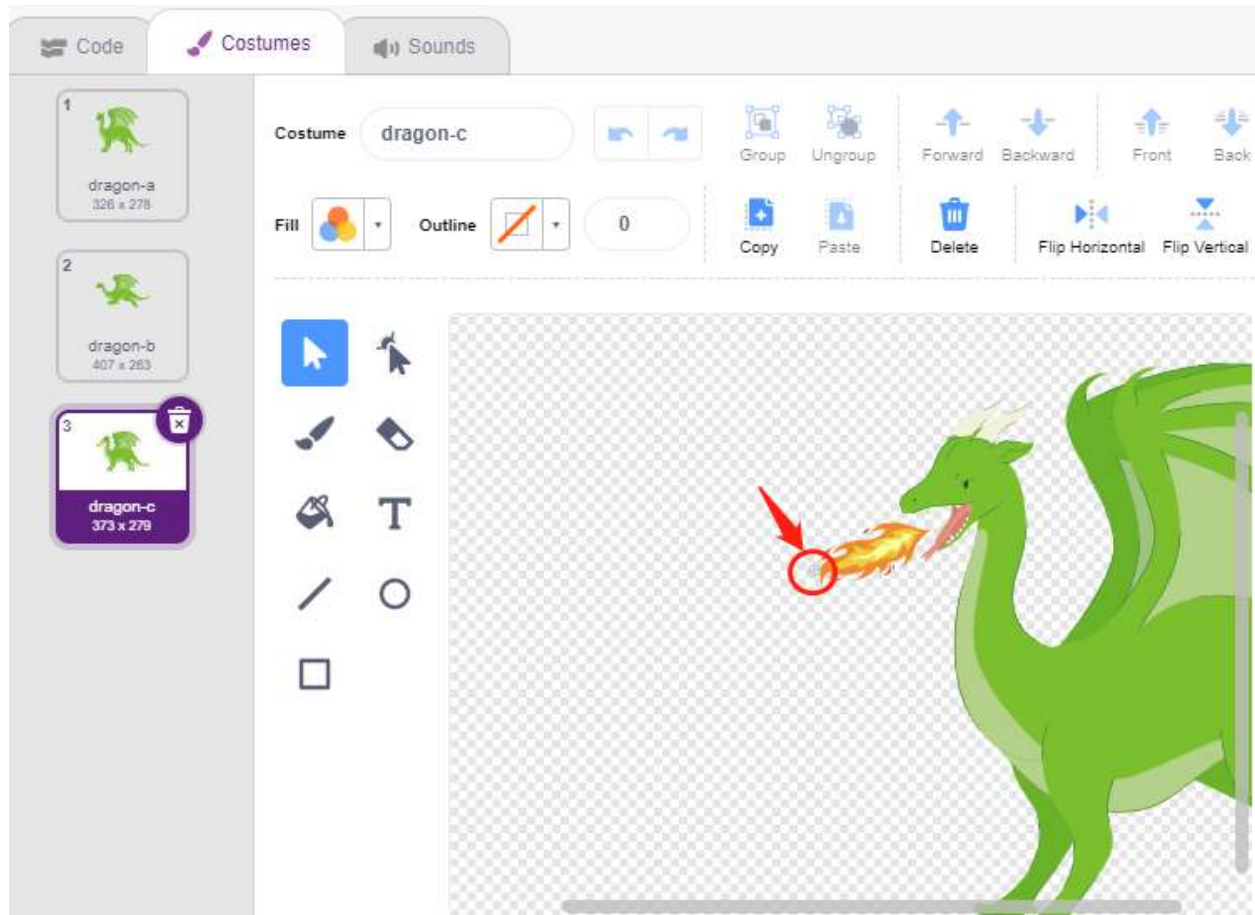 Code
Costumes
Sounds
1
dragon-a
326 x 278
2
dragon-b
407 x 263
3
dragon-c
373 x 279
Costume
dragon-c
Group
Ungroup
Forward
Backward
Front
Back
Fill
Outline
0
Copy
Paste
Delete
Flip Horizontal
Flip Vertical
T